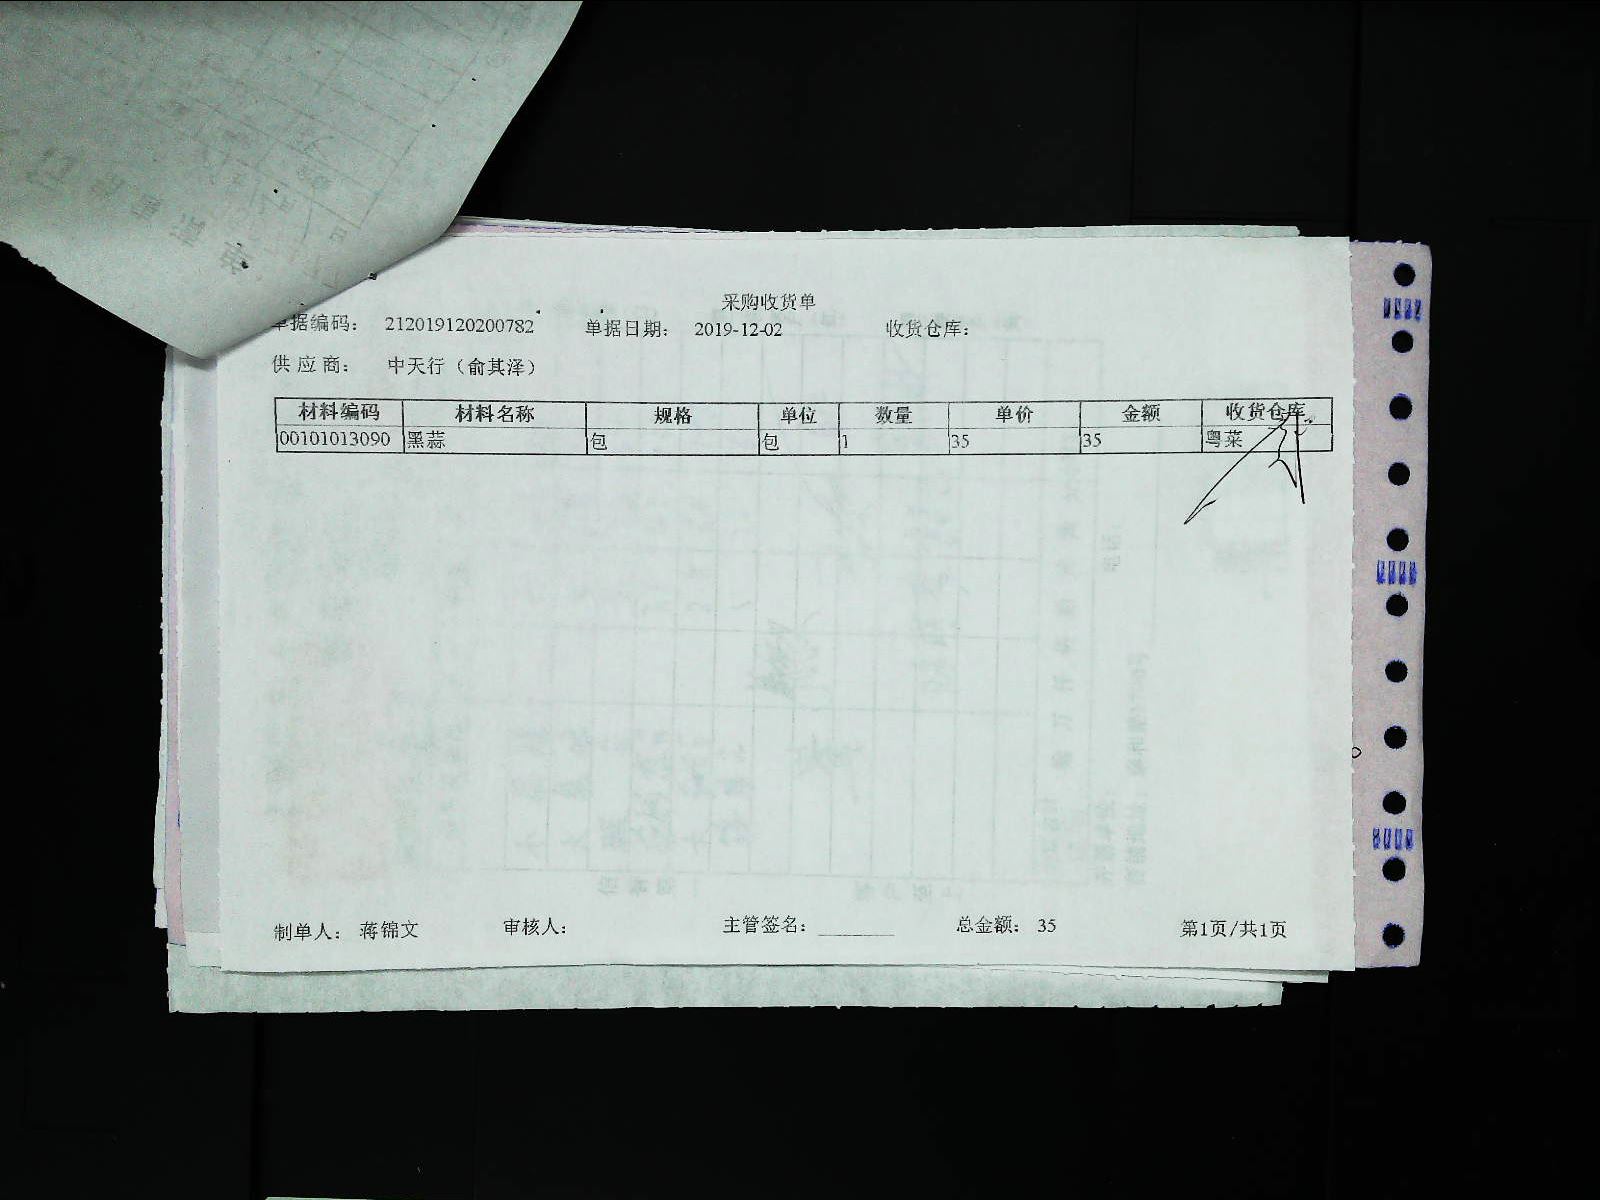 采购收货单
单据编码： 212019120200782 单据日期： 2019-12-02 收货仓库：
供应商： 中天行（俞其泽）
材料编码 材料名称 规格 单位 数量 单价 金额 收货仓库
00101013090 黑蒜 包 包 1 35 35 粤菜
制单人： 蒋锦文 审核人： 主管签名： 总金额： 35 第1页/共1页